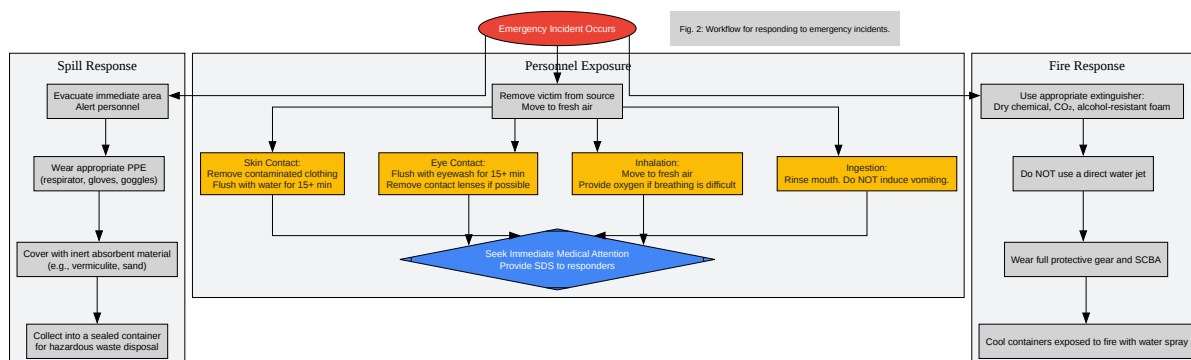 Emergency Incident Occurs
Fig. 2: Workflow for responding to emergency incidents.
Spill Response
Evacuate immediate area
Alert personnel
Wear appropriate PPE
(respirator, gloves, goggles)
Cover with inert absorbent material
(e.g., vermiculite, sand)
Collect into a sealed container
for hazardous waste disposal
Personnel Exposure
Remove victim from source
Move to fresh air
Skin Contact:
Remove contaminated clothing
Flush with water for 15+ min
Eye Contact:
Flush with eyewash for 15+ min
Remove contact lenses if possible
Inhalation:
Move to fresh air
Provide oxygen if breathing is difficult
Ingestion:
Rinse mouth. Do NOT induce vomiting.
Seek Immediate Medical Attention
Provide SDS to responders
Fire Response
Use appropriate extinguisher:
Dry chemical, CO₂, alcohol-resistant foam
Do NOT use a direct water jet
Wear full protective gear and SCBA
Cool containers exposed to fire with water spray